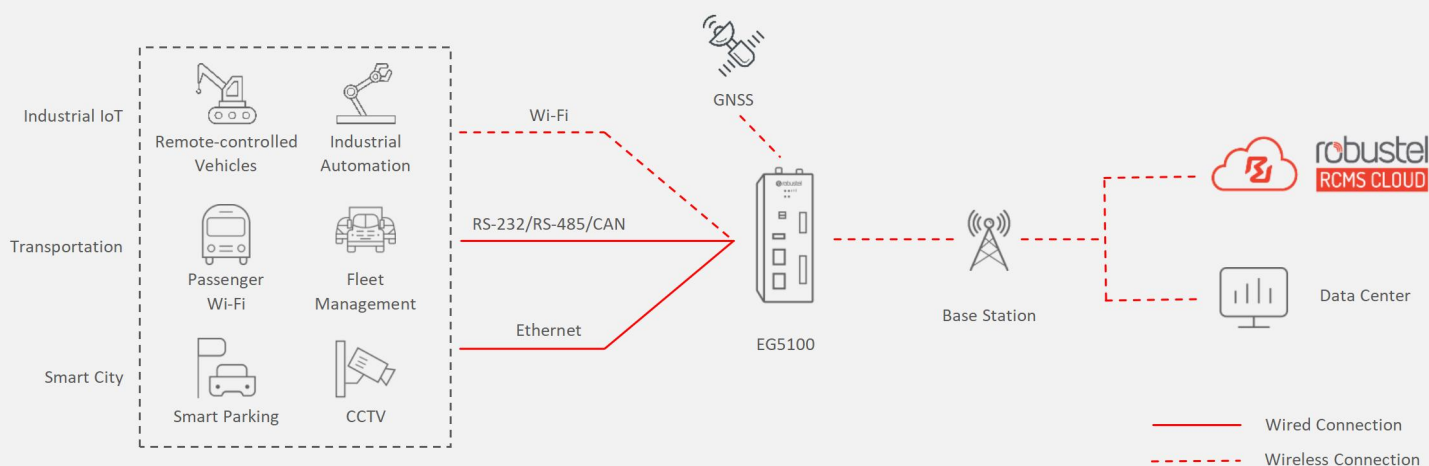 GNSS
Industrial IoT
Remote-controlled
Vehicles
Industrial
Automation
Wi-Fi
robustel
robustel
RCMS CLOUD
Transportation
Passenger
Wi-Fi
Fleet
Management
RS-232/RS-485/CAN
Base Station
Data Center
Ethernet
EG5100
Smart City
Smart Parking
CCTV
Wired Connection
Wireless Connection